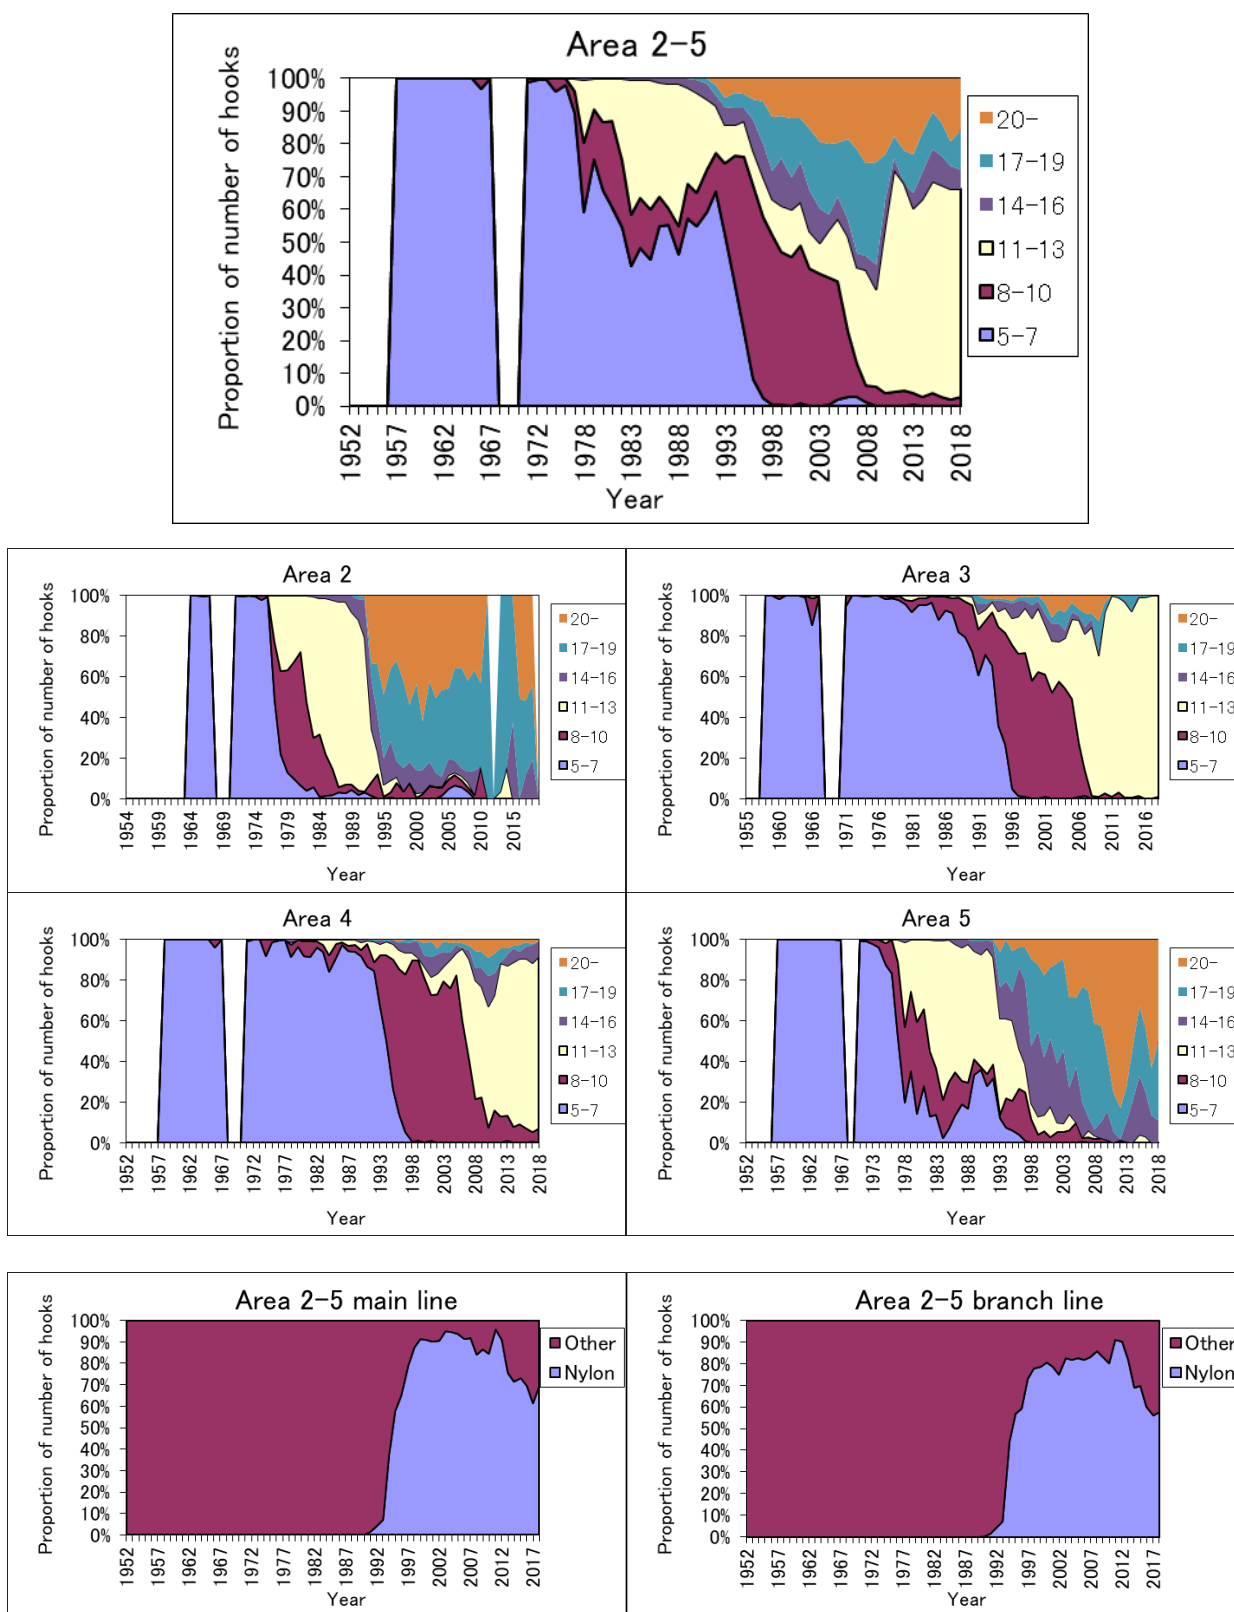 Area 2-5
Proportion of number of hooks
100%
90%
80%
70%
60%
50%
40%
30%
20%
10%
0%
1952 1957 1962 1967 1972 1978 1983 1988 1993 1998 2003 2008 2013 2018
Year
20-
17-19
14-16
11-13
8-10
5-7
Area 2
Proportion of number of hooks
100%
80%
60%
40%
20%
0%
1954 1959 1964 1969 1974 1979 1984 1989 1995 2000 2005 2010 2015
Year
20-
17-19
14-16
11-13
8-10
5-7
Area 3
Proportion of number of hooks
100%
80%
60%
40%
20%
0%
1955 1960 1966 1971 1976 1981 1986 1991 1996 2001 2006 2011 2016
Year
20-
17-19
14-16
11-13
8-10
5-7
Area 4
Proportion of number of hooks
100%
80%
60%
40%
20%
0%
1952 1957 1962 1967 1972 1977 1982 1987 1993 1998 2003 2008 2013 2018
Year
20-
17-19
14-16
11-13
8-10
5-7
Area 5
Proportion of number of hooks
100%
80%
60%
40%
20%
0%
1952 1957 1962 1967 1973 1978 1983 1988 1993 1998 2003 2008 2013 2018
Year
20-
17-19
14-16
11-13
8-10
5-7
Area 2-5 main line
Proportion of number of hooks
100%
90%
80%
70%
60%
50%
40%
30%
20%
10%
0%
1952 1957 1962 1967 1972 1977 1982 1987 1992 1997 2002 2007 2012 2017
Year
Other
Nylon
Area 2-5 branch line
Proportion of number of hooks
100%
90%
80%
70%
60%
50%
40%
30%
20%
10%
0%
1952 1957 1962 1967 1972 1977 1982 1987 1992 1997 2002 2007 2012 2017
Year
Other
Nylon